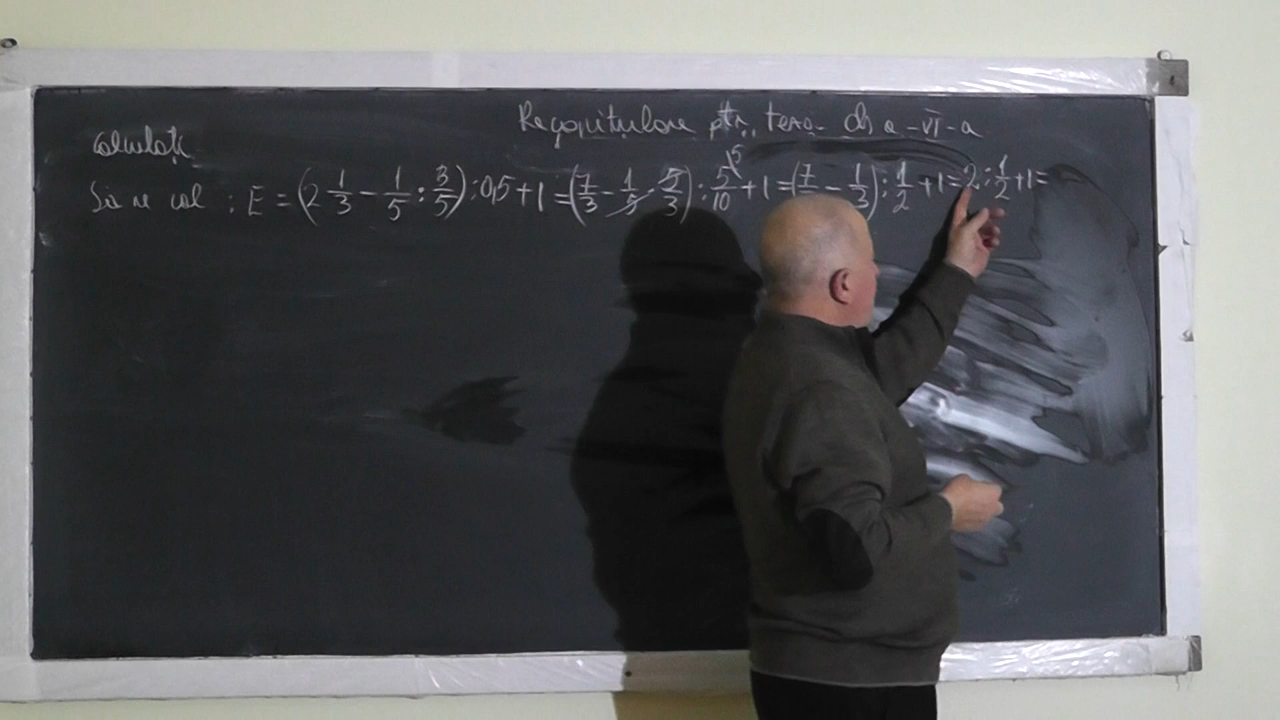 Recapitulare ptr. teza cls a-VI-a
Calculați
Să se cal : E = (2 1/3 - 1/5 : 3/5) : 0,5 + 1 = (7/3 - 1/5 · 5/3) : 5/10 + 1 = (7/ - 1/3) : 1/2 + 1 = 2 : 1/2 + 1 =